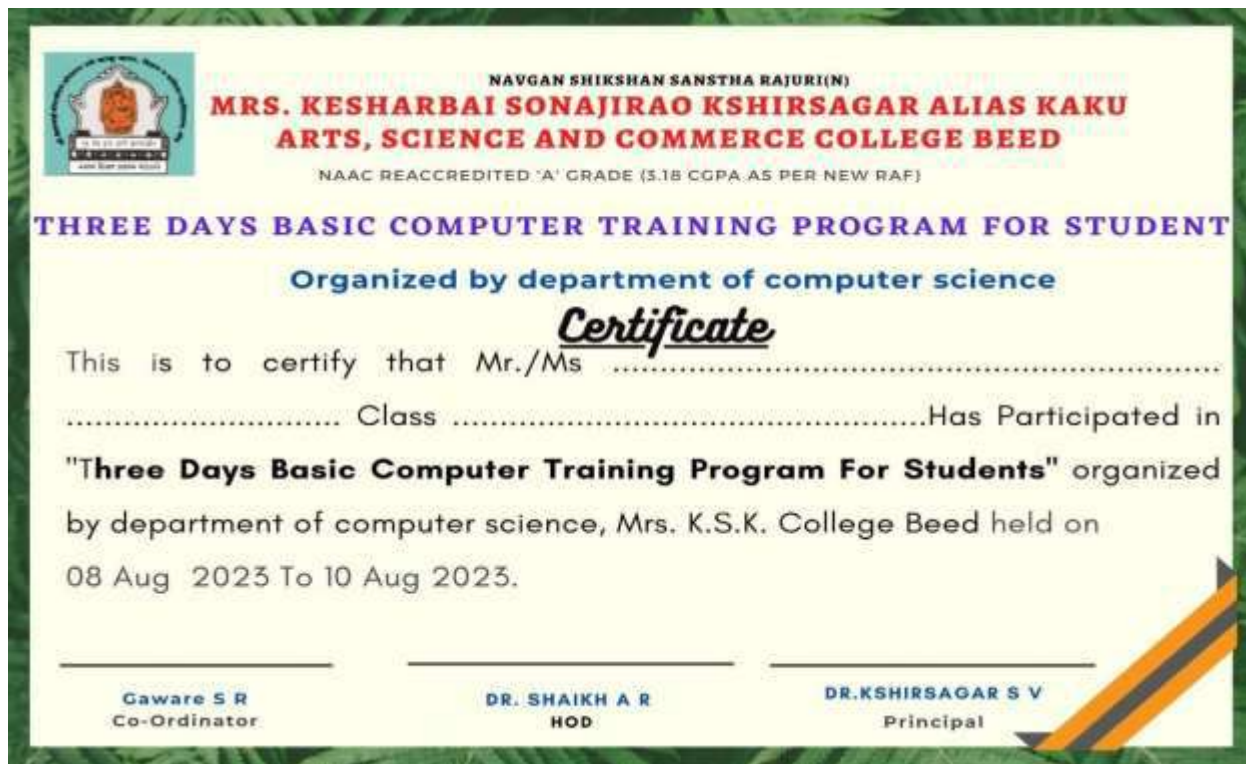 NAVGAN SHIKSHAN SANSTHA RAJURI(N)
MRS. KESHARBAI SONAJIRAO KSHIRSAGAR ALIAS KAKU
ARTS, SCIENCE AND COMMERCE COLLEGE BEED
NAAC REACCREDITED 'A' GRADE (3.18 CGPA AS PER NEW RAF)
THREE DAYS BASIC COMPUTER TRAINING PROGRAM FOR STUDENT
Organized by department of computer science
Certificate
This is to certify that Mr./Ms ................................................................
............................. Class ..................................................Has Participated in
"Three Days Basic Computer Training Program For Students" organized
by department of computer science, Mrs. K.S.K. College Beed held on
08 Aug 2023 To 10 Aug 2023.
Gaware S R
Co-Ordinator
DR. SHAIKH A R
HOD
DR.KSHIRSAGAR S V
Principal